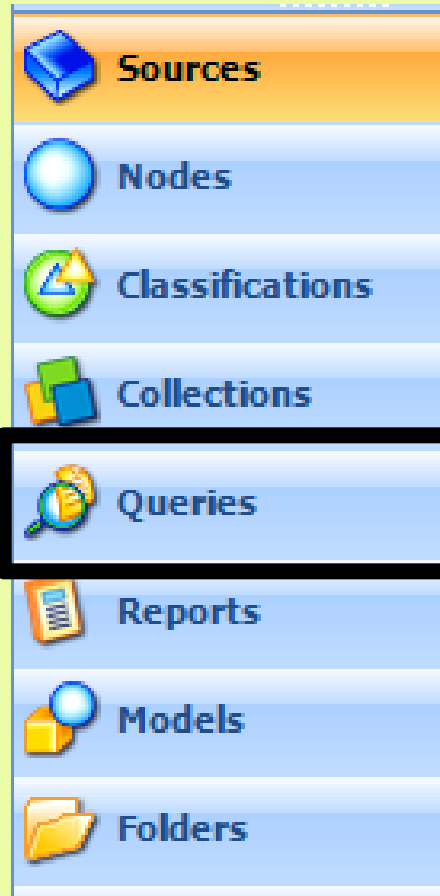 Sources
Nodes
Classifications
Collections
Queries
Reports
Models
Folders